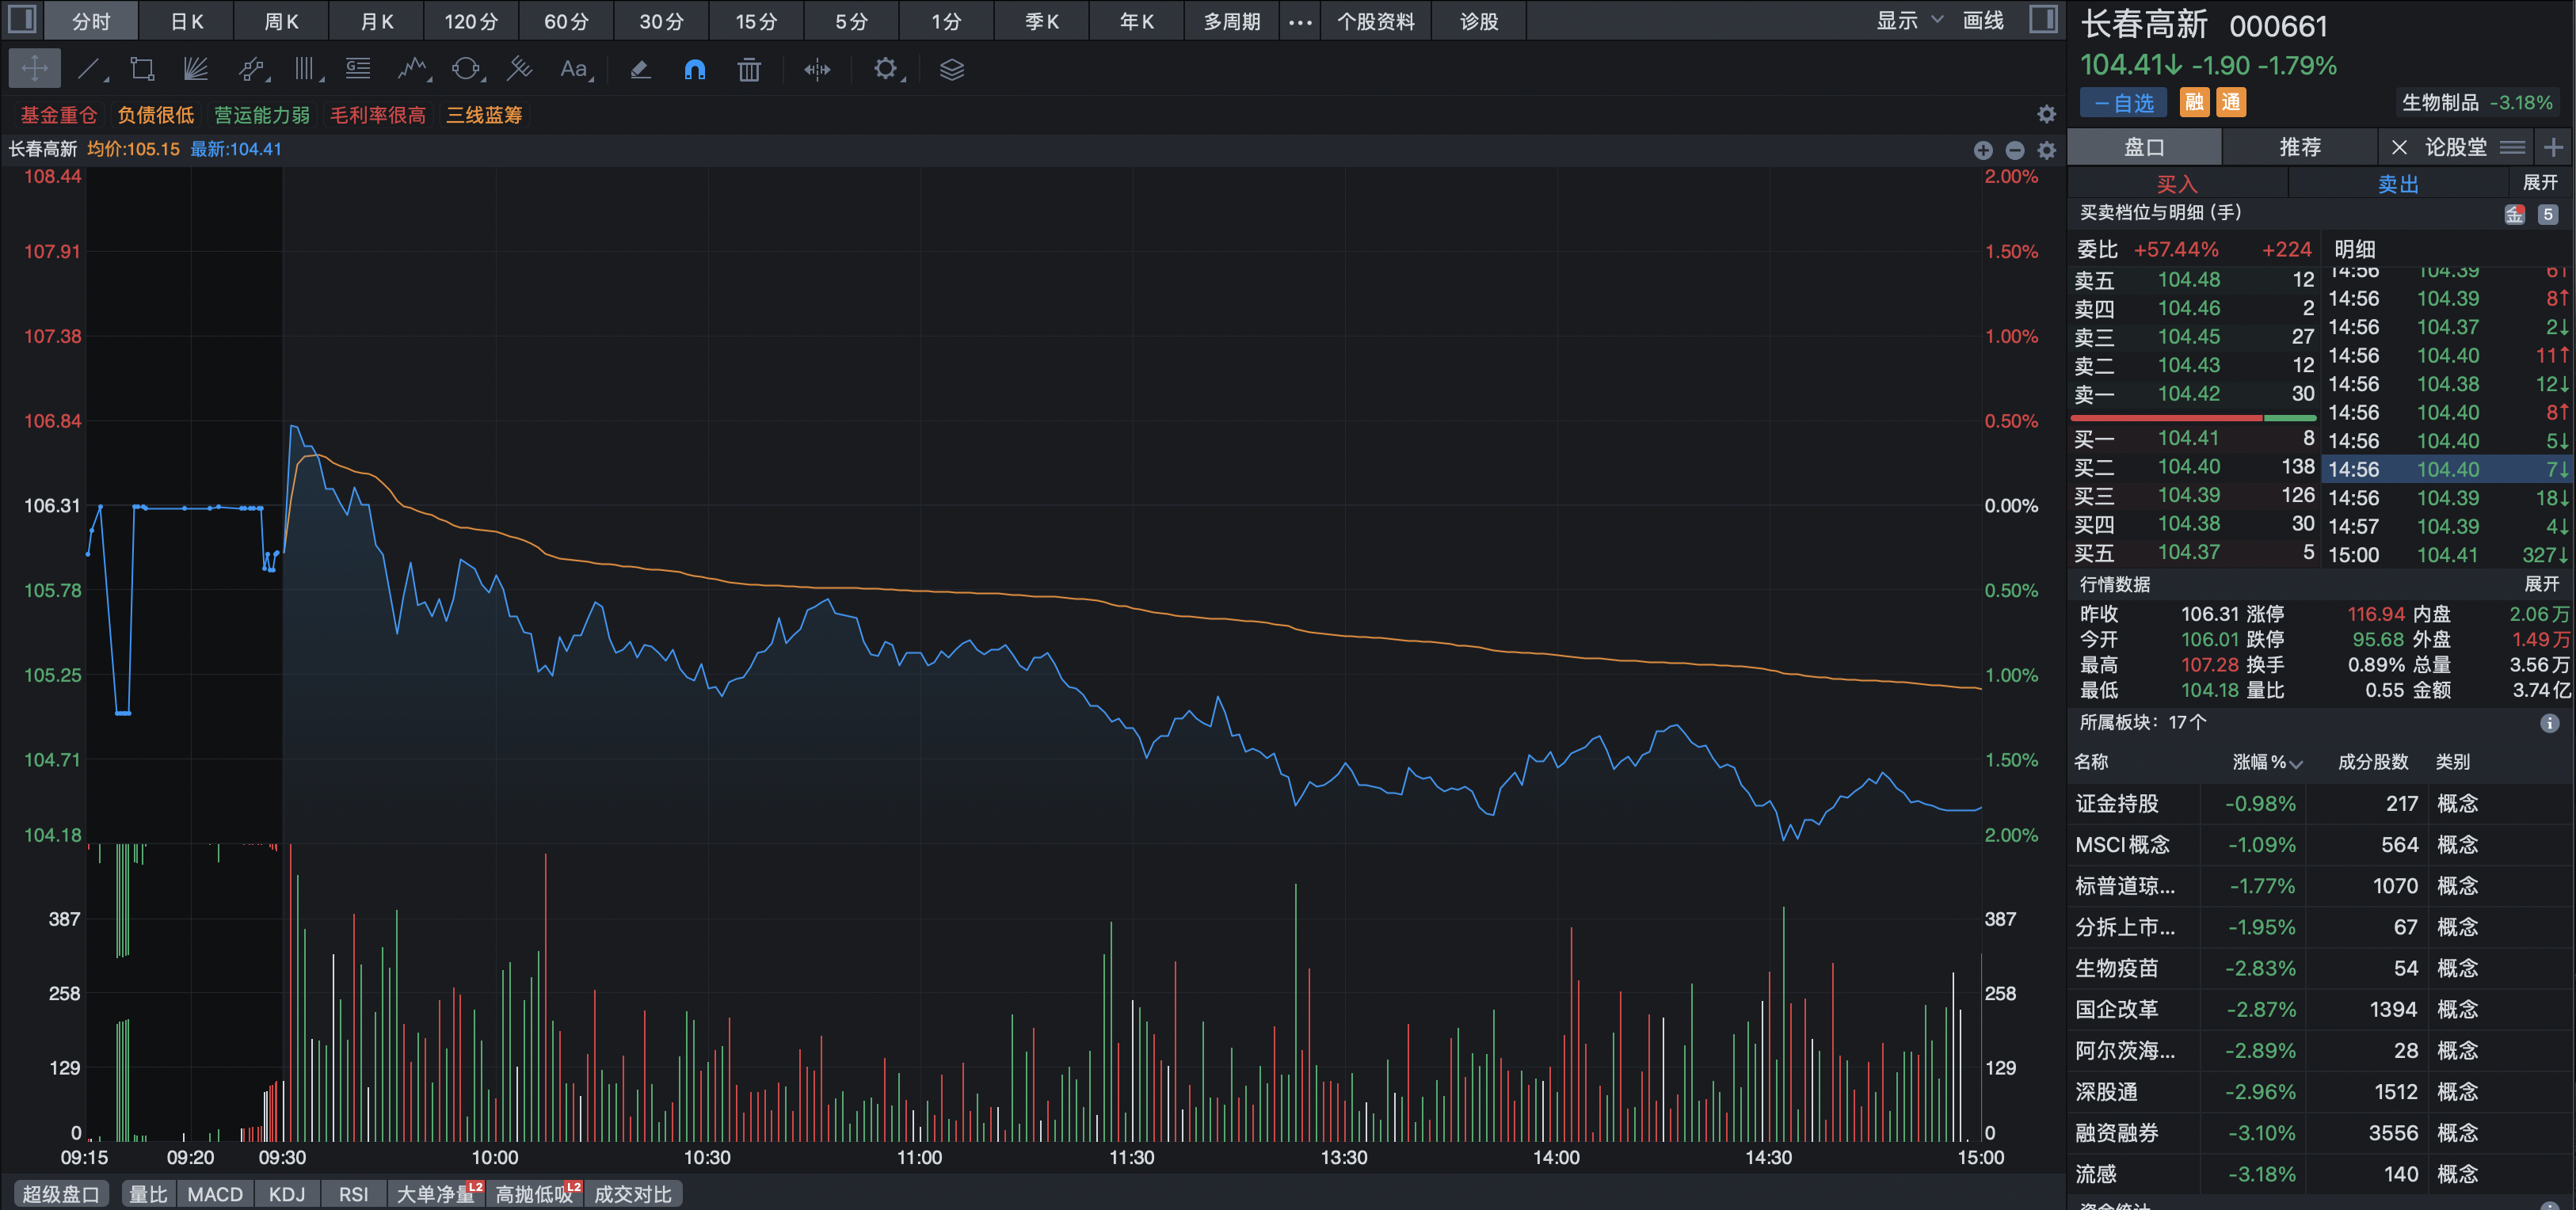 分时 日K 周K 月K 120分 60分 30分 15分 5分 1分 季K 年K 多周期 ••• 个股资料 诊股 显示 画线
Aa
基金重仓 负债很低 营运能力弱 毛利率很高 三线蓝筹
长春高新 均价:105.15 最新:104.41
108.44 2.00%
107.91 1.50%
107.38 1.00%
106.84 0.50%
106.31 0.00%
105.78 0.50%
105.25 1.00%
104.71 1.50%
104.18 2.00%
387 387
258 258
129 129
0 0
09:15 09:20 09:30 10:00 10:30 11:00 11:30 13:30 14:00 14:30 15:00
超级盘口 量比 MACD KDJ RSI 大单净量 L2 高抛低吸 L2 成交对比
长春高新 000661
104.41↓ -1.90 -1.79%
－自选 融 通 生物制品 -3.18%
盘口 推荐 × 论股堂
买入 卖出 展开
买卖档位与明细 (手) 金 5
委比 +57.44% +224 明细
卖五 104.48 12
卖四 104.46 2
卖三 104.45 27
卖二 104.43 12
卖一 104.42 30
买一 104.41 8
买二 104.40 138
买三 104.39 126
买四 104.38 30
买五 104.37 5
14:56 104.39 6↑
14:56 104.39 8↑
14:56 104.37 2↓
14:56 104.40 11↑
14:56 104.38 12↓
14:56 104.40 8↑
14:56 104.40 5↓
14:56 104.40 7↓
14:56 104.39 18↓
14:57 104.39 4↓
15:00 104.41 327↓
行情数据 展开
昨收 106.31 涨停 116.94 内盘 2.06万
今开 106.01 跌停 95.68 外盘 1.49万
最高 107.28 换手 0.89% 总量 3.56万
最低 104.18 量比 0.55 金额 3.74亿
所属板块：17个
名称 涨幅% 成分股数 类别
证金持股 -0.98% 217 概念
MSCI概念 -1.09% 564 概念
标普道琼... -1.77% 1070 概念
分拆上市... -1.95% 67 概念
生物疫苗 -2.83% 54 概念
国企改革 -2.87% 1394 概念
阿尔茨海... -2.89% 28 概念
深股通 -2.96% 1512 概念
融资融券 -3.10% 3556 概念
流感 -3.18% 140 概念